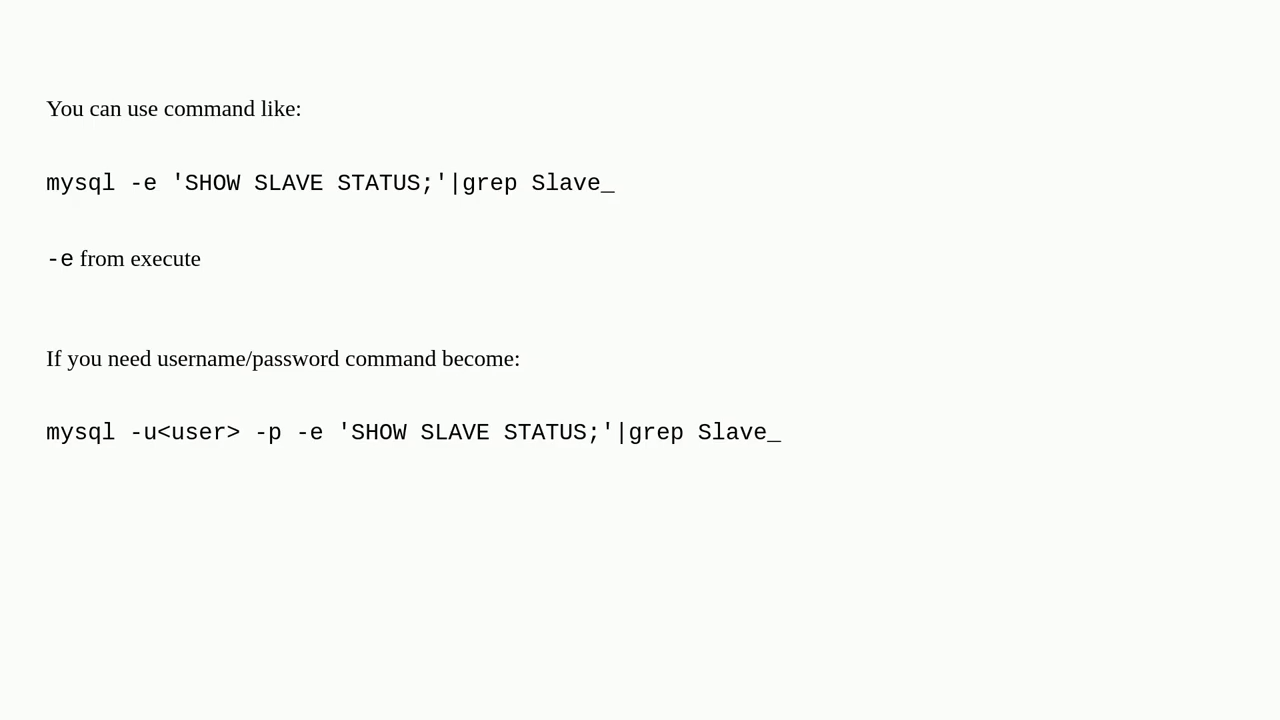 You can use command like:
mysql -e 'SHOW SLAVE STATUS;'|grep Slave_
-e from execute
If you need username/password command become:
mysql -u<user> -p -e 'SHOW SLAVE STATUS;'|grep Slave_